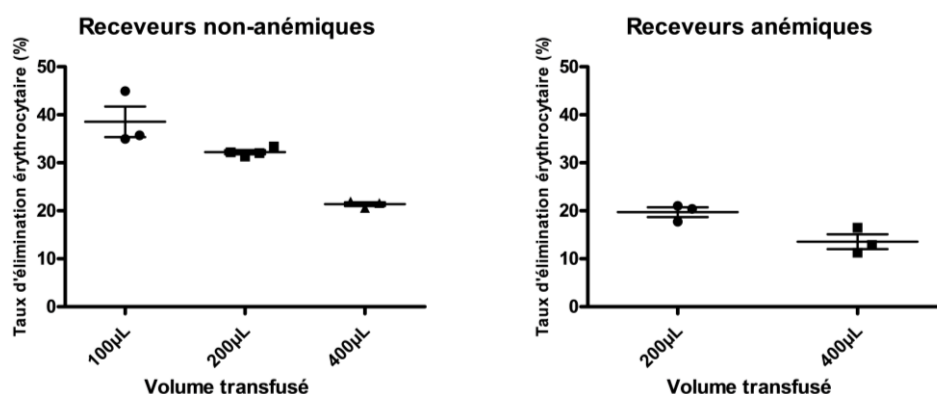 Receveurs non-anémiques
Taux d'élimination érythrocytaire (%)
50
40
30
20
10
0
100µL
200µL
400µL
Volume transfusé
Receveurs anémiques
Taux d'élimination érythrocytaire (%)
50
40
30
20
10
0
200µL
400µL
Volume transfusé